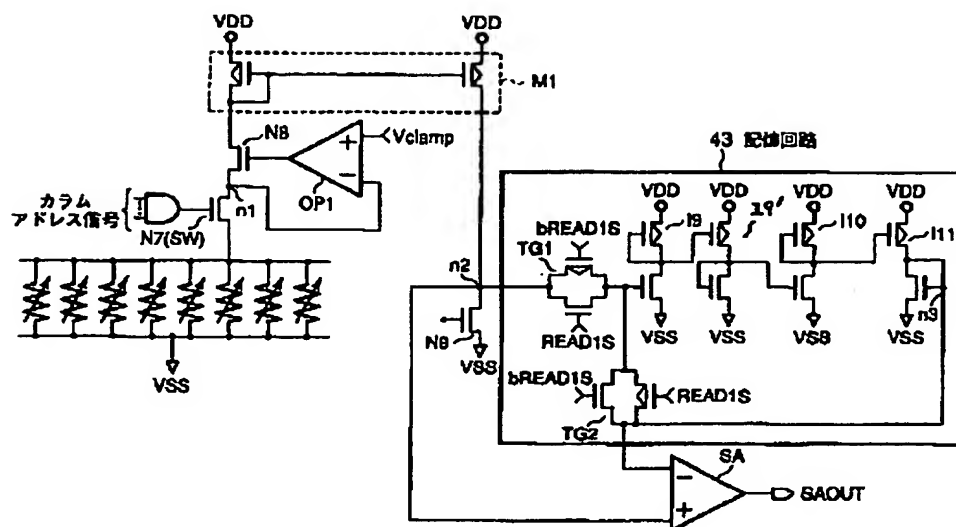 VDD
VDD
M1
N8
Vclamp
+
−
OP1
43 記憶回路
カラム
アドレス信号
n1
N7(SW)
VDD
VDD
VDD
VDD
I9
I9'
I10
I11
bREAD1S
TG1
n2
READ1S
n3
VSS
VSS
VSS
VSS
N9
VSS
VSS
bREAD1S
READ1S
TG2
SA
−
+
SAOUT